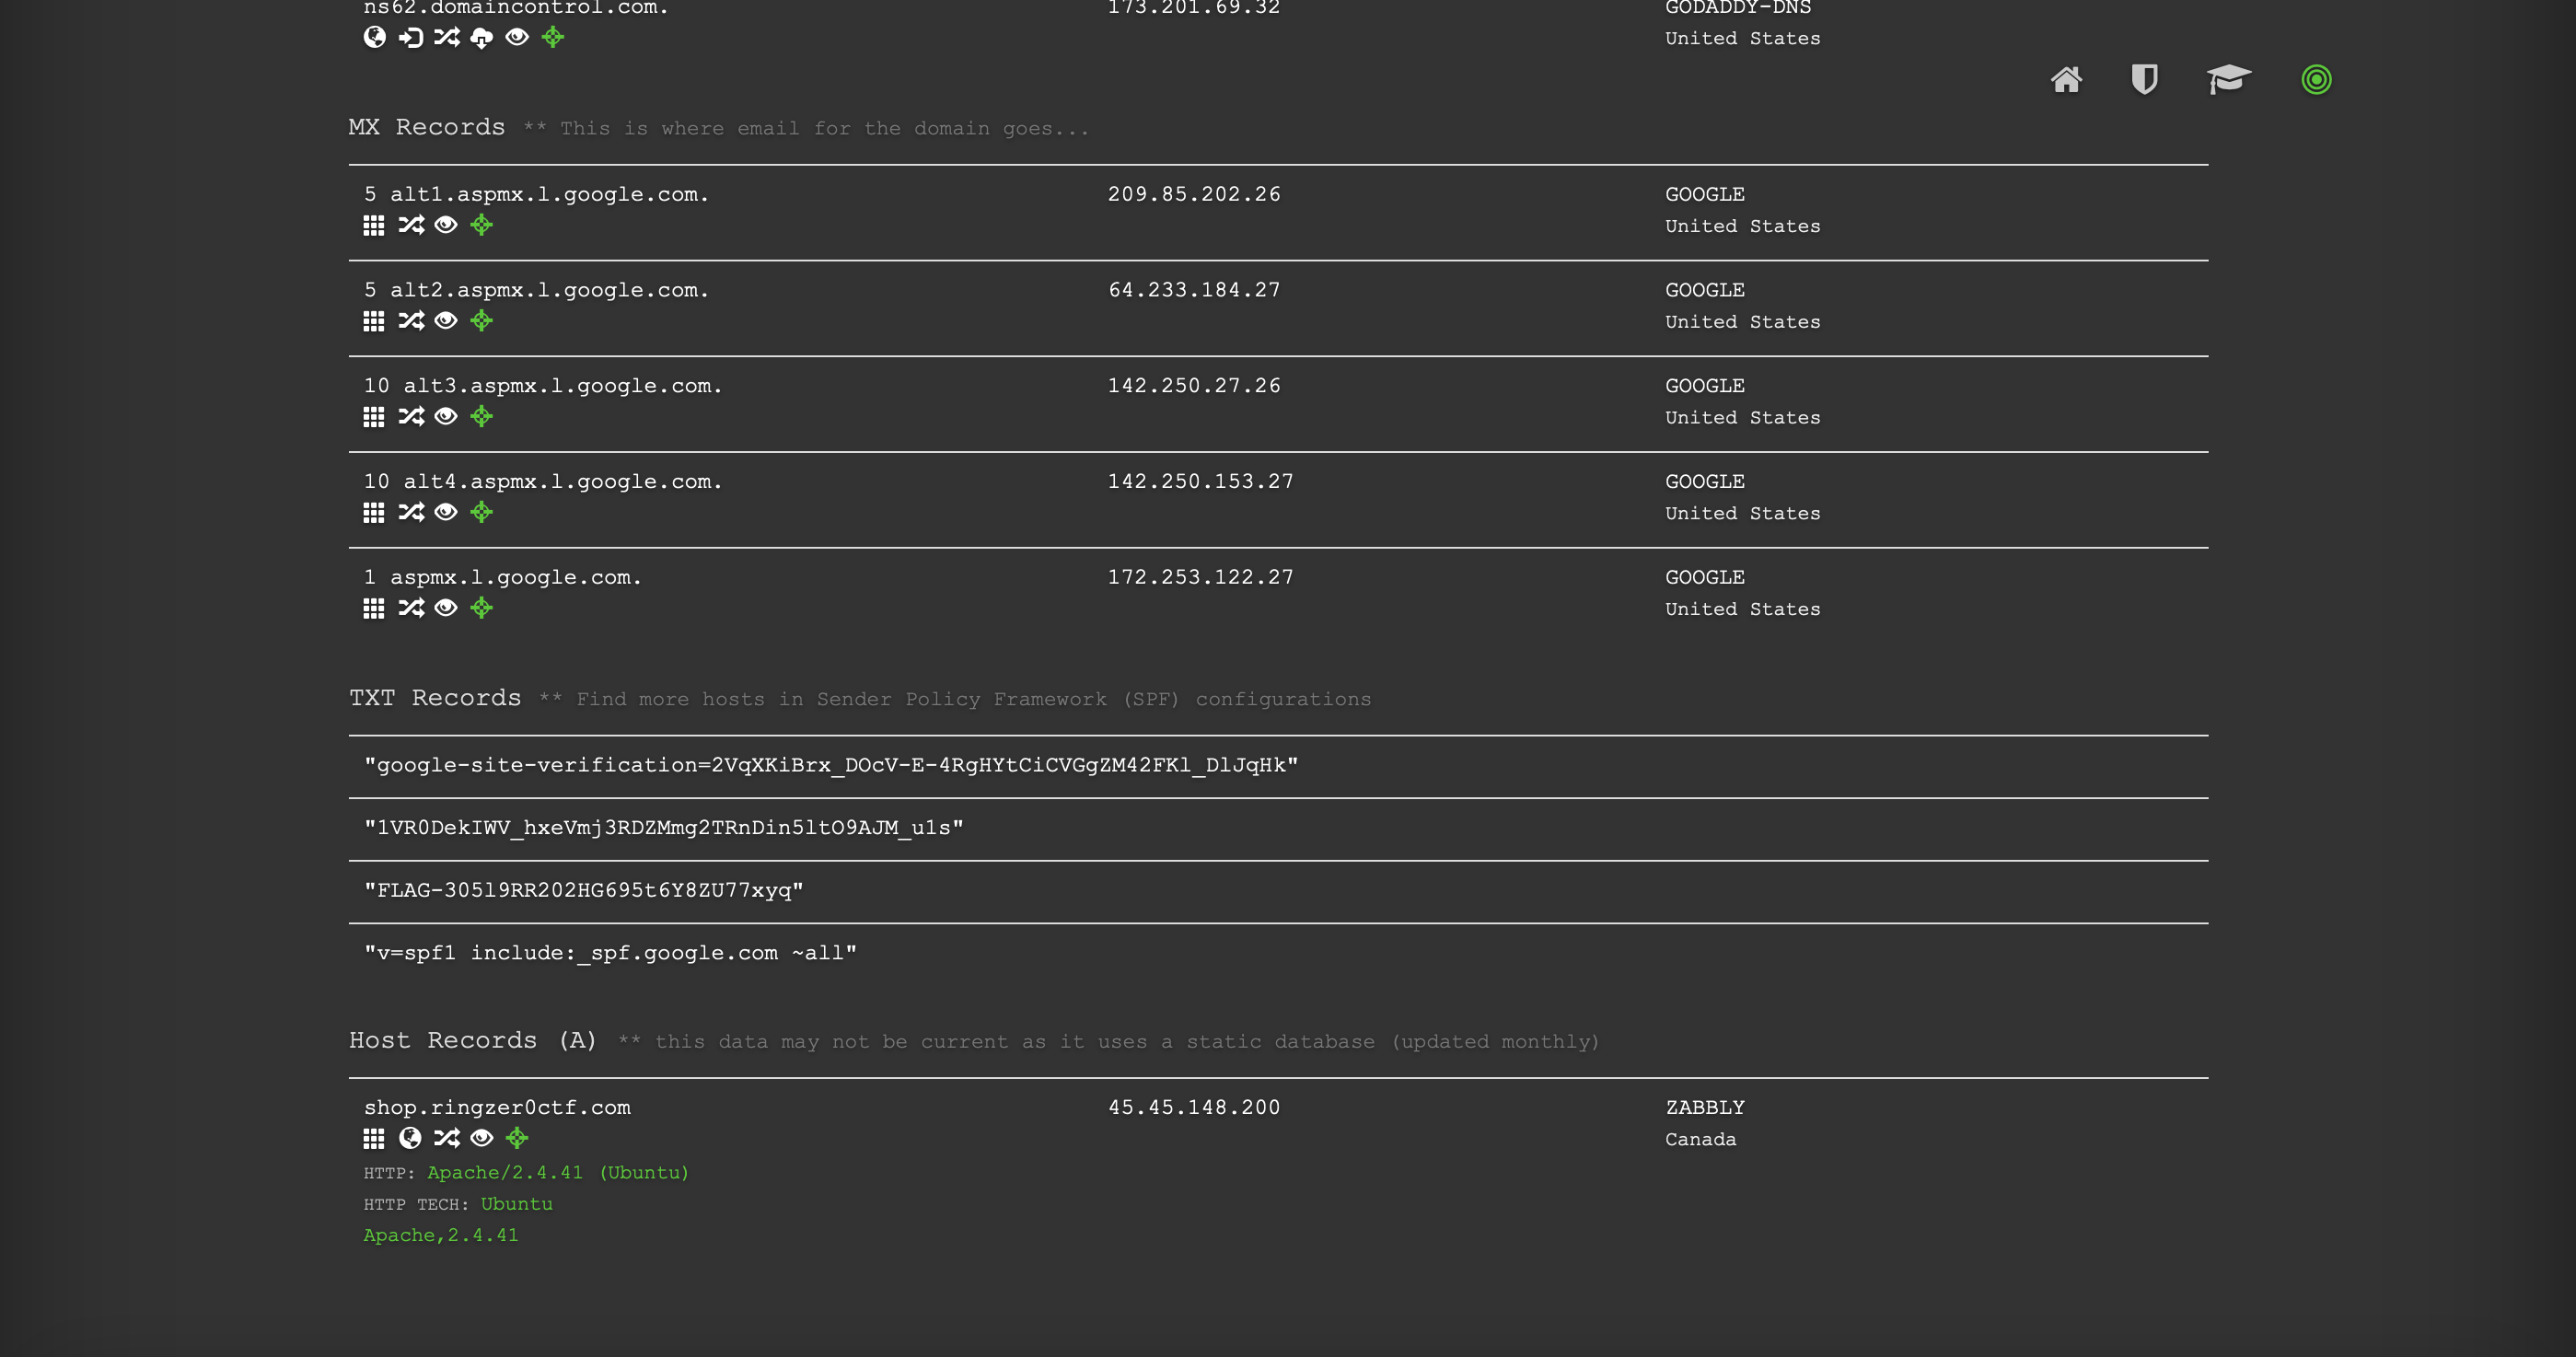 ns62.domaincontrol.com. 173.201.69.32 GODADDY-DNS
United States
MX Records ** This is where email for the domain goes...
5 alt1.aspmx.l.google.com. 209.85.202.26 GOOGLE
United States
5 alt2.aspmx.l.google.com. 64.233.184.27 GOOGLE
United States
10 alt3.aspmx.l.google.com. 142.250.27.26 GOOGLE
United States
10 alt4.aspmx.l.google.com. 142.250.153.27 GOOGLE
United States
1 aspmx.l.google.com. 172.253.122.27 GOOGLE
United States
TXT Records ** Find more hosts in Sender Policy Framework (SPF) configurations
"google-site-verification=2VqXKiBrx_DOcV-E-4RgHYtCiCVGgZM42FKl_DlJqHk"
"1VR0DekIWV_hxeVmj3RDZMmg2TRnDin5ltO9AJM_u1s"
"FLAG-305l9RR202HG695t6Y8ZU77xyq"
"v=spf1 include:_spf.google.com ~all"
Host Records (A) ** this data may not be current as it uses a static database (updated monthly)
shop.ringzer0ctf.com 45.45.148.200 ZABBLY
Canada
HTTP: Apache/2.4.41 (Ubuntu)
HTTP TECH: Ubuntu
Apache,2.4.41